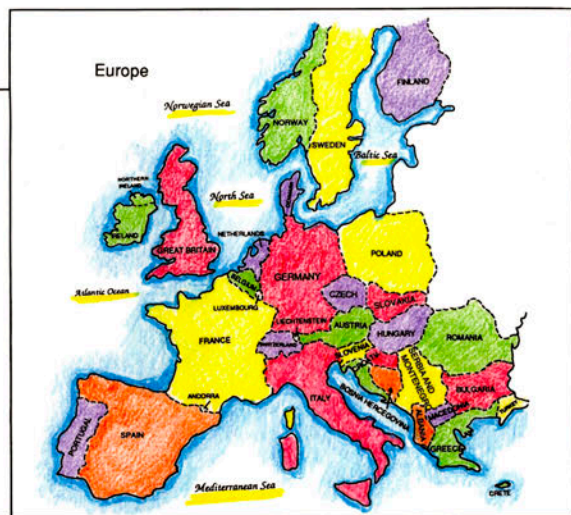 Europe
Norwegian Sea
FINLAND
NORWAY
SWEDEN
Baltic Sea
NORTHERN
IRELAND
IRELAND
North Sea
GREAT BRITAIN
NETHERLANDS
BELGIUM
GERMANY
POLAND
Atlantic Ocean
LUXEMBOURG
CZECH
SLOVAKIA
LIECHTENSTEIN
AUSTRIA
HUNGARY
ROMANIA
FRANCE
SWITZERLAND
SLOVENIA
SERBIA AND
MONTENEGRO
BOSNIA HERCEGOVINA
BULGARIA
ANDORRA
ITALY
MACEDONIA
ALBANIA
TURKEY
PORTUGAL
SPAIN
GREECE
Mediterranean Sea
CRETE